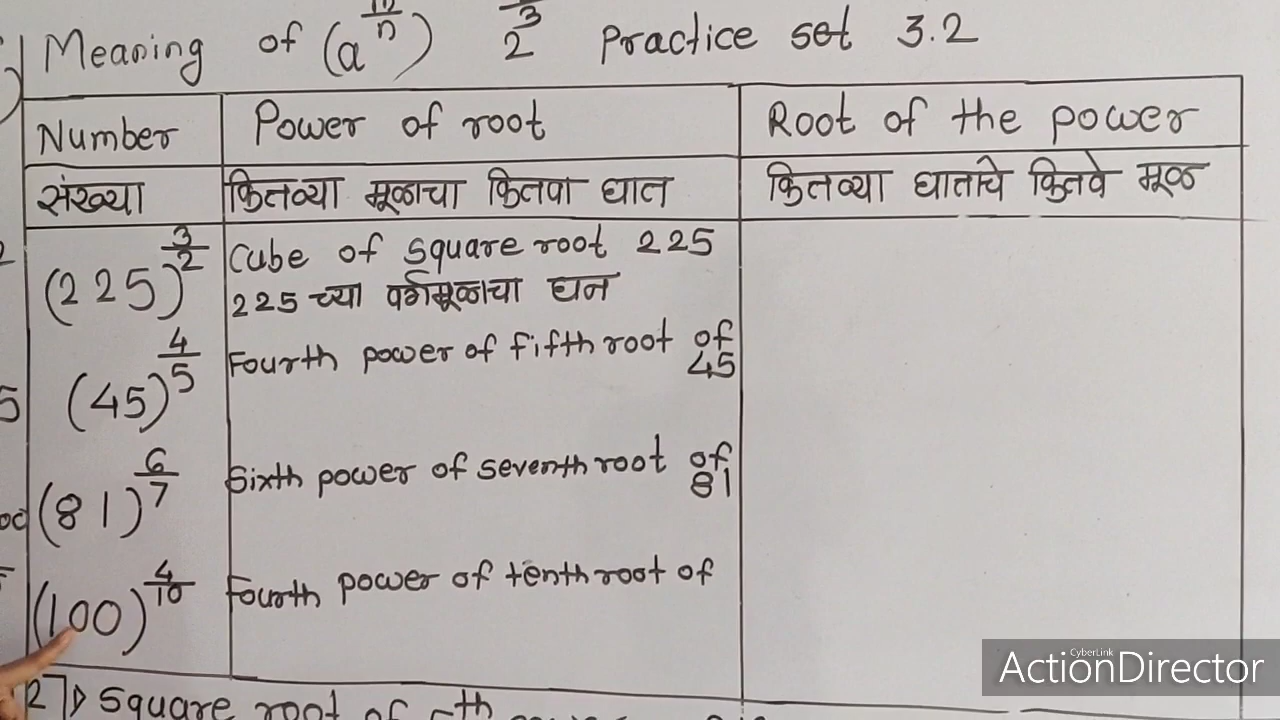 Meaning of (a^m/n) 2^3 Practice set 3.2
Number Power of root Root of the power
संख्या कितव्या मूळाचा कितवा घात कितव्या घाताचे कितवे मूळ
(225)^3/2 Cube of square root 225
225 च्या वर्गमूळाचा घन
(45)^4/5 Fourth power of fifth root of
45
(81)^6/7 Sixth power of seventh root of
81
(100)^4/10 Fourth power of tenth root of
CyberLink
ActionDirector
27 Square root of 5th